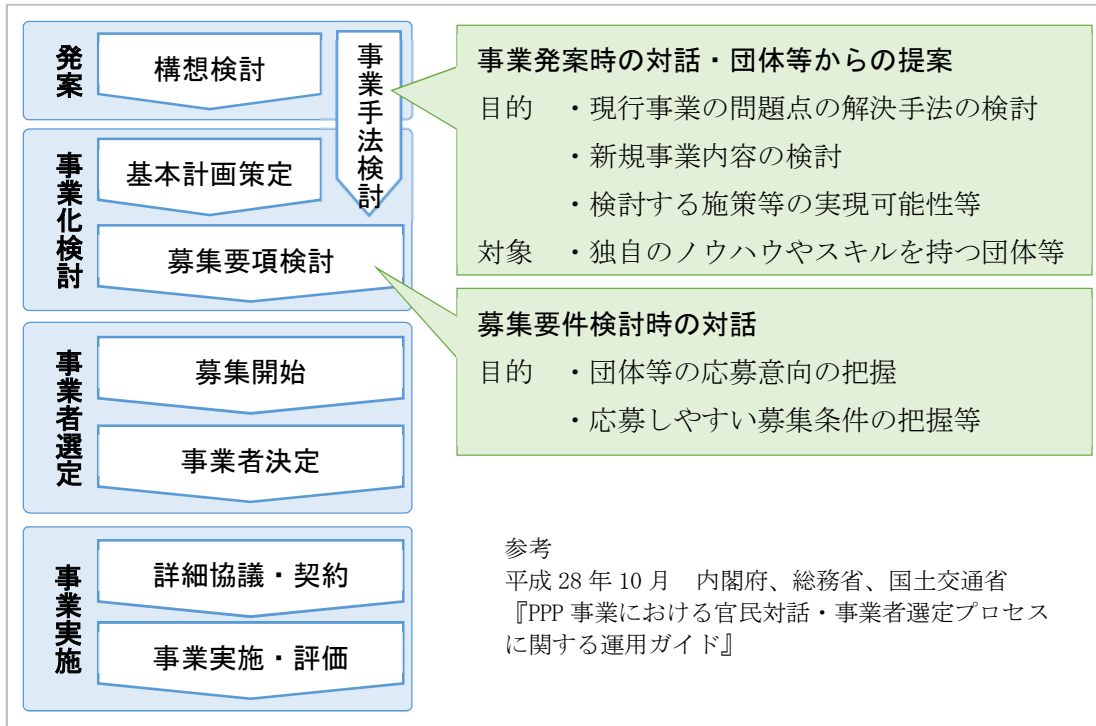 発案
構想検討
事業手法検討
事業化検討
基本計画策定
募集要項検討
事業者選定
募集開始
事業者決定
事業実施
詳細協議・契約
事業実施・評価
事業発案時の対話・団体等からの提案
目的　・現行事業の問題点の解決手法の検討
・新規事業内容の検討
・検討する施策等の実現可能性等
対象　・独自のノウハウやスキルを持つ団体等
募集要件検討時の対話
目的　・団体等の応募意向の把握
・応募しやすい募集条件の把握等
参考
平成 28 年 10 月　内閣府、総務省、国土交通省
『PPP 事業における官民対話・事業者選定プロセス
に関する運用ガイド』